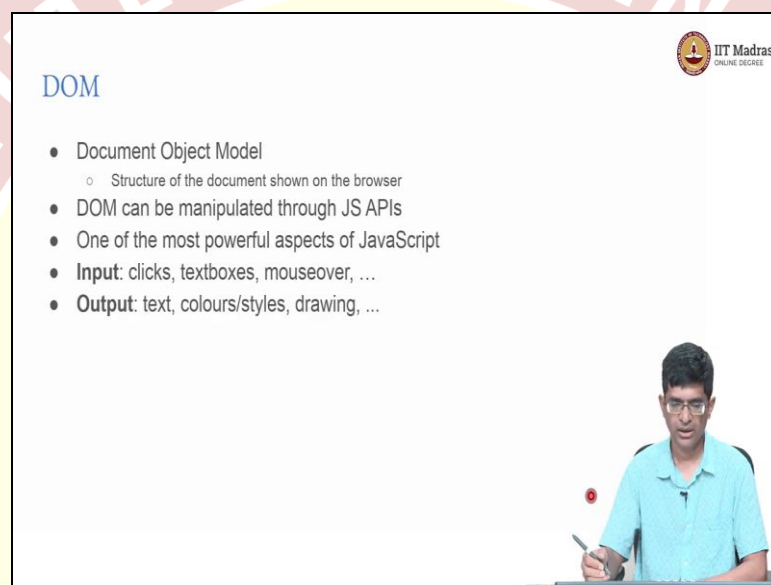 IIT Madras
ONLINE DEGREE
DOM
● Document Object Model
○ Structure of the document shown on the browser
● DOM can be manipulated through JS APIs
● One of the most powerful aspects of JavaScript
● Input: clicks, textboxes, mouseover, …
● Output: text, colours/styles, drawing, ...